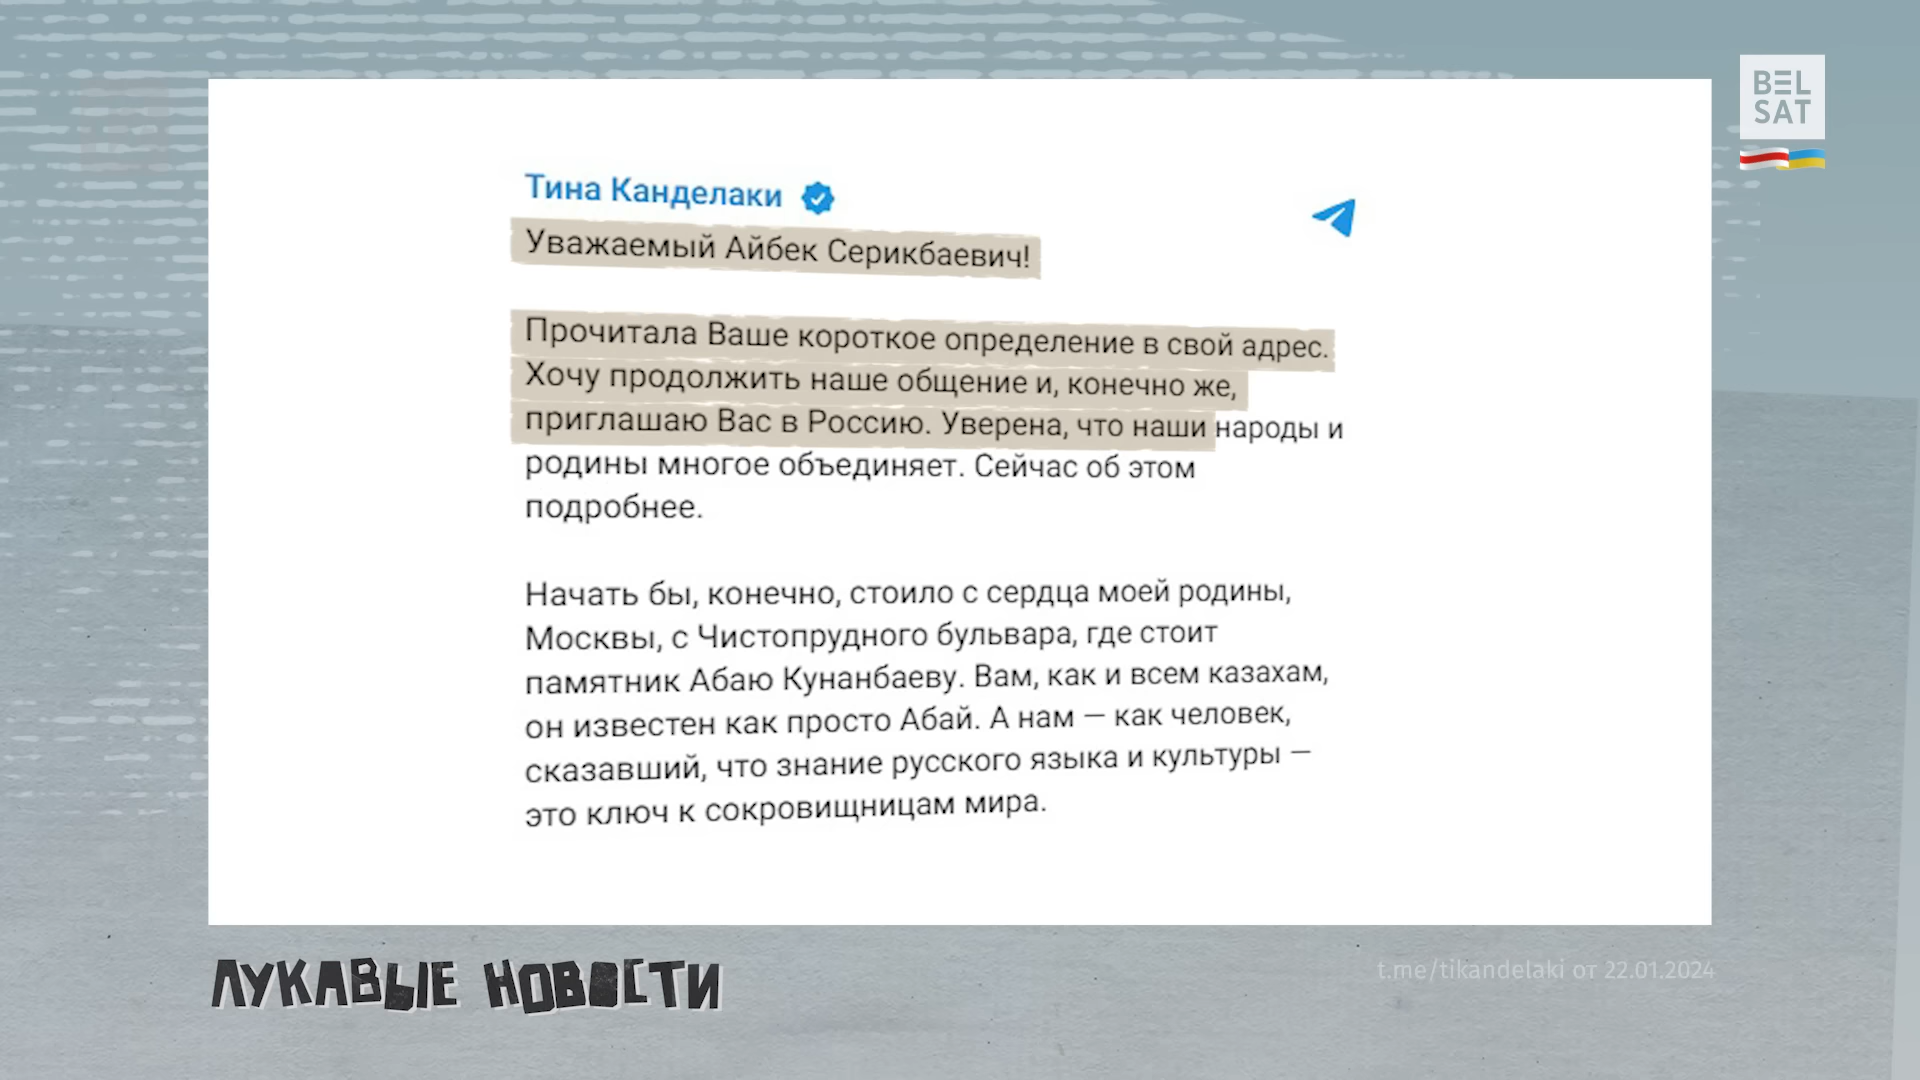 BEL
SAT
Тина Канделаки
Уважаемый Айбек Серикбаевич!
Прочитала Ваше короткое определение в свой адрес.
Хочу продолжить наше общение и, конечно же,
приглашаю Вас в Россию. Уверена, что наши народы и
родины многое объединяет. Сейчас об этом
подробнее.
Начать бы, конечно, стоило с сердца моей родины,
Москвы, с Чистопрудного бульвара, где стоит
памятник Абаю Кунанбаеву. Вам, как и всем казахам,
он известен как просто Абай. А нам — как человек,
сказавший, что знание русского языка и культуры —
это ключ к сокровищницам мира.
ЛУКАВЫЕ НОВОСТИ
t.me/tikandelaki от 22.01.2024